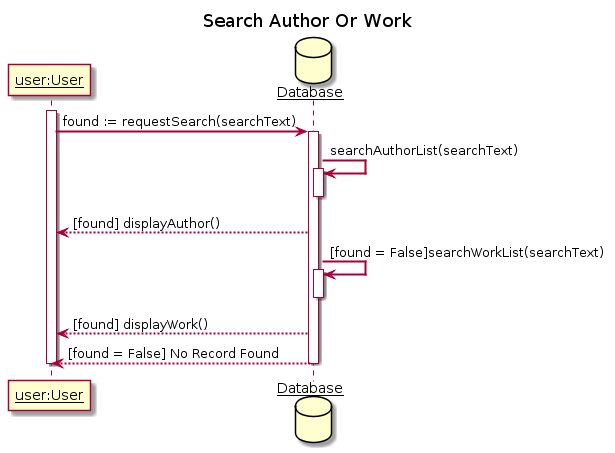 Search Author Or Work
user:User
Database
found := requestSearch(searchText)
searchAuthorList(searchText)
[found] displayAuthor()
[found = False]searchWorkList(searchText)
[found] displayWork()
[found = False] No Record Found
user:User
Database